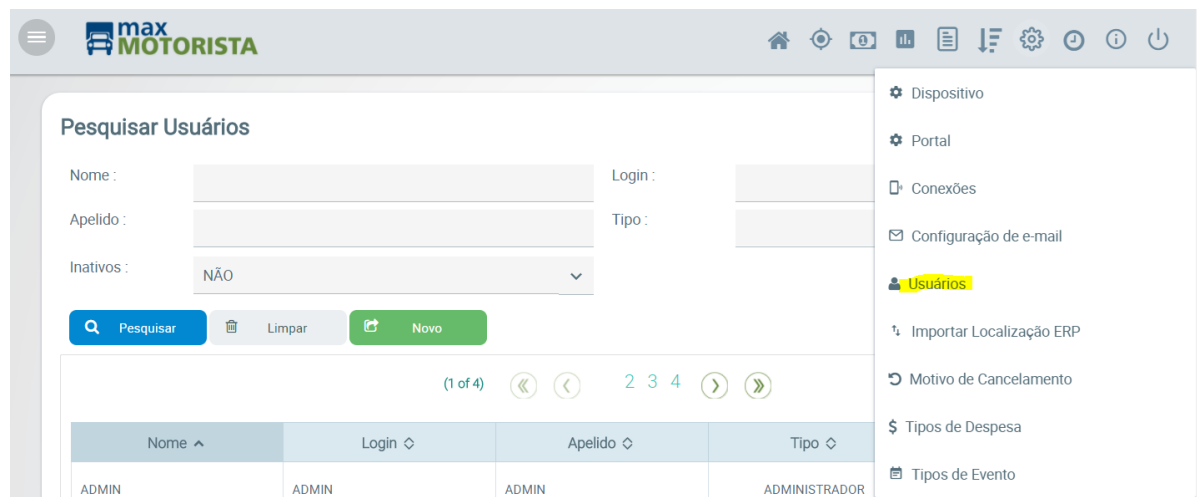 max
MOTORISTA
Dispositivo
Portal
Conexões
Configuração de e-mail
Usuários
Importar Localização ERP
Motivo de Cancelamento
Tipos de Despesa
Tipos de Evento
Pesquisar Usuários
Nome :
Login :
Apelido :
Tipo :
Inativos : NÃO
Pesquisar Limpar Novo
(1 of 4) 2 3 4
Nome Login Apelido Tipo
ADMIN ADMIN ADMIN ADMINISTRADOR